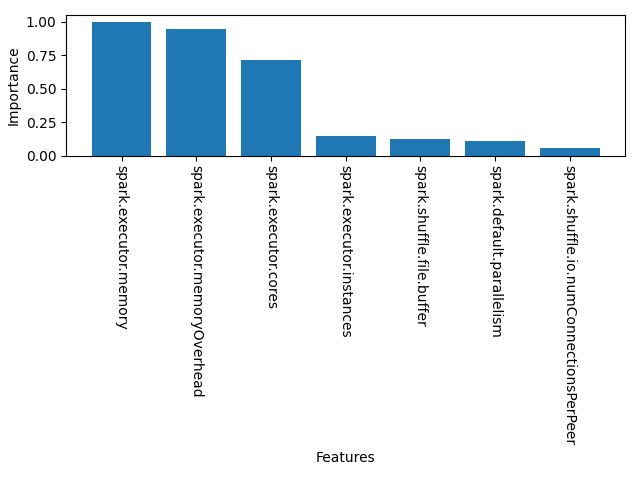 1.00
0.75
0.50
0.25
0.00
Importance
spark.executor.memory
spark.executor.memoryOverhead
spark.executor.cores
spark.executor.instances
spark.shuffle.file.buffer
spark.default.parallelism
spark.shuffle.io.numConnectionsPerPeer
Features